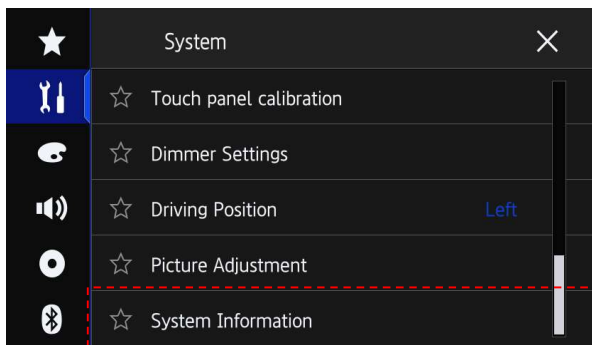 System
Touch panel calibration
Dimmer Settings
Driving Position Left
Picture Adjustment
System Information